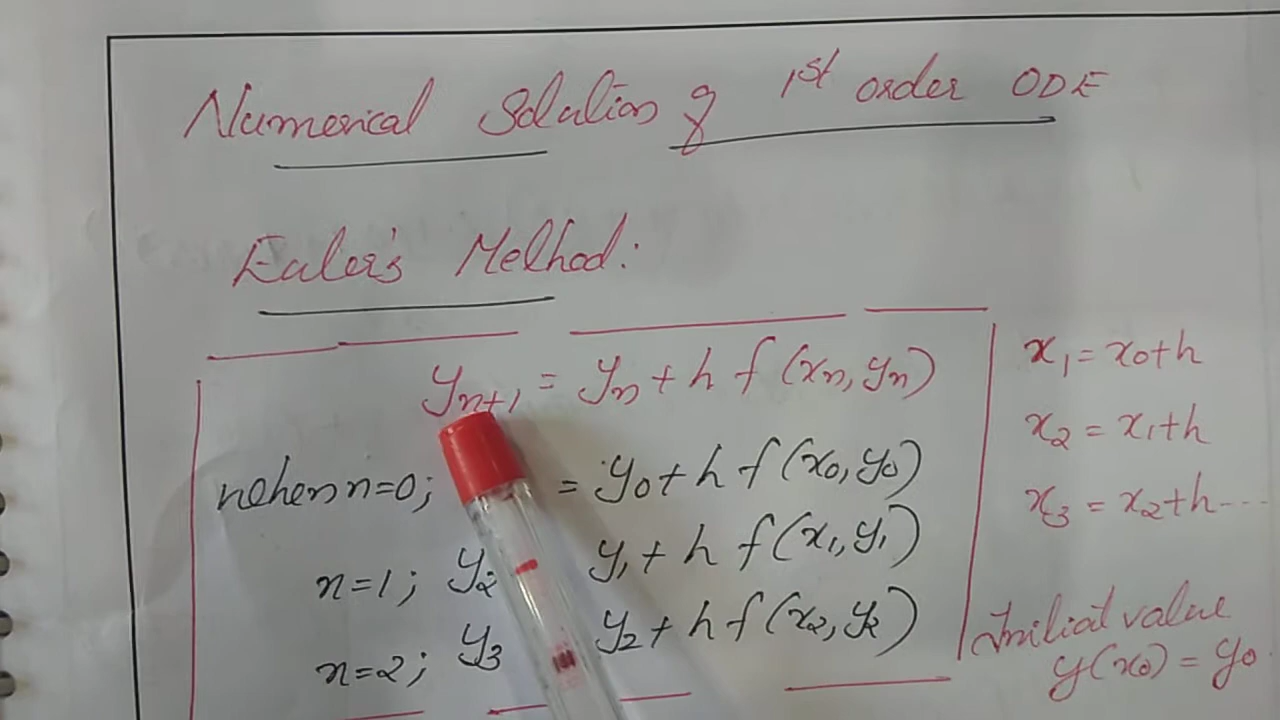 Numerical Solution of 1st order ODE
Euler's Method:
yₙ₊₁ = yₙ + h f(xₙ, yₙ)
when n=0; = y₀ + h f(x₀, y₀)
n=1; y₂ y₁ + h f(x₁, y₁)
n=2; y₃ y₂ + h f(x₂, y₂)
x₁ = x₀+h
x₂ = x₁+h
x₃ = x₂+h ---
Initial value
y(x₀) = y₀